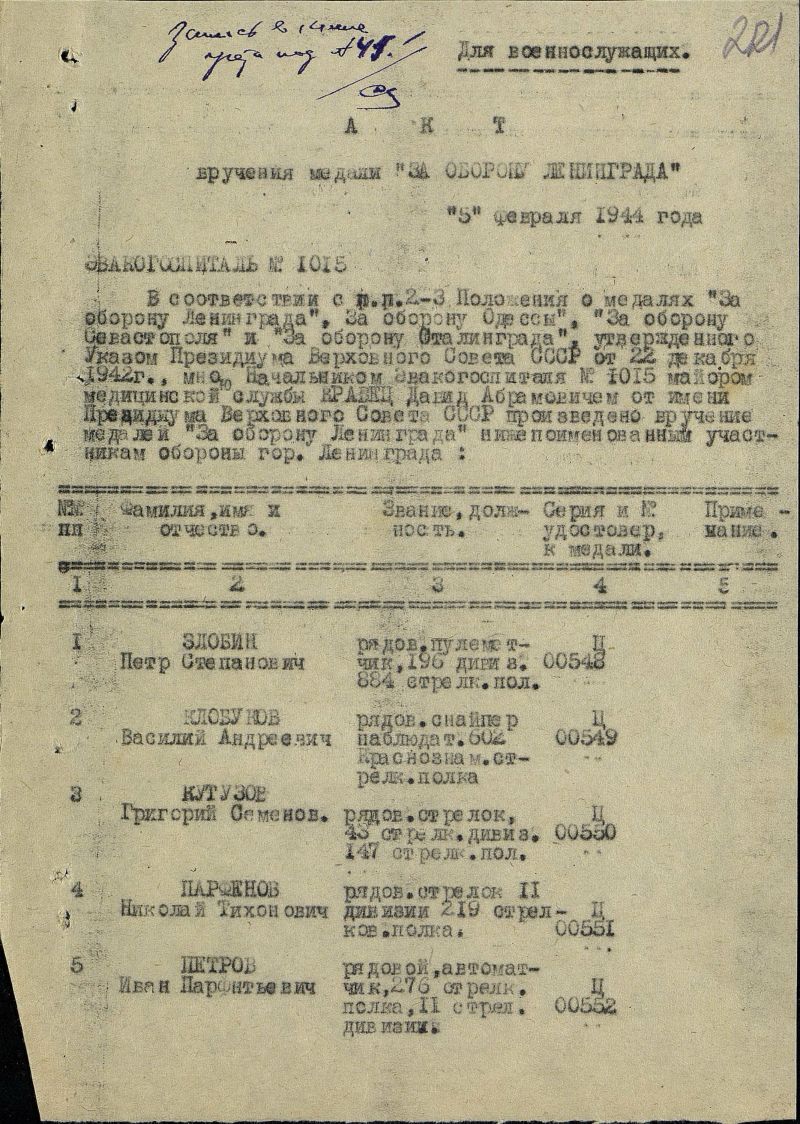 Запись в книге
под № 41.
221
Для военнослужащих.
А К Т
вручения медали "ЗА ОБОРОНУ ЛЕНИНГРАДА"
"5" февраля 1944 года
ЭВАКОГОСПИТАЛЬ № 1015
В соответствии с п.п.2-3 Положения о медалях "За
оборону Ленинграда", За оборону Одессы", "За оборону
Севастополя" и "За оборону Сталинграда", утвержденного
Указом Президиума Верховного Совета СССР от 22 декабря
1942г., мною Начальником Эвакогоспиталя № 1015 майором
медицинской службы КРАВЕЦ Давид Абрамовичем от имени
Президиума Верховного Совета СССР произведено вручение
медалей "За оборону Ленинграда" нижепоименованным участ-
никам обороны гор. Ленинграда :
№№ Фамилия,имя и Звание,долж- Серия и № Приме -
пп отчество. ность. удостовер, чание.
к медали.
1 2 3 4 5
1 ЗЛОБИН рядов.пулемет- Ц
Петр Степанович чик,196 дивиз. 00548
884 стрелк.пол.
2 КЛОБУКОВ рядов.снайпер Ц
Василий Андреевич наблюдат.602 00549
Краснознам.ст-
релк.полка
3 КУТУЗОВ
Григорий Семенов. рядов.стрелок, Ц
43 стрелк.дивиз. 00550
147 стрелк.пол.
4 ПАРФЕНОВ рядов.стрелок II
Николай Тихонович дивизии 219 стрел- Ц
ков.полка. 00551
5 ПЕТРОВ рядовой,автомат-
Иван Парфнтьевич чик,276 стрелк. Ц
полка,II стрел. 00552
дивизии.